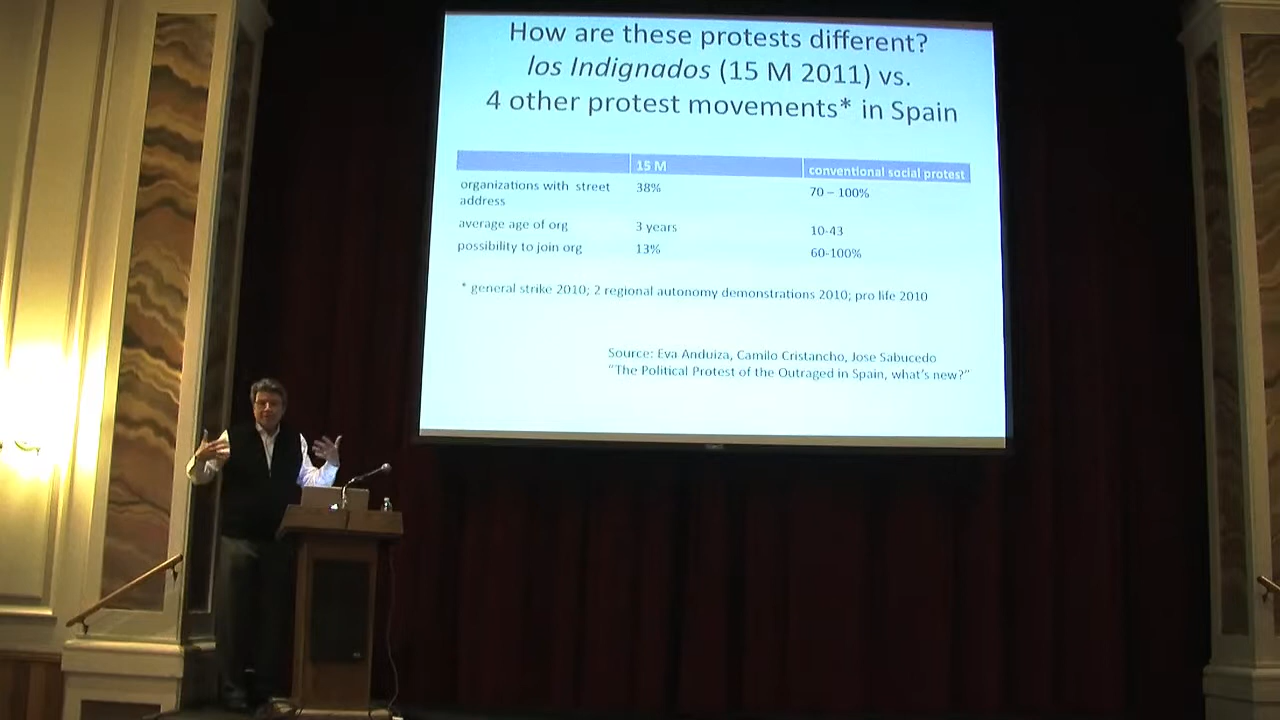 How are these protests different?
los Indignados (15 M 2011) vs.
4 other protest movements* in Spain
15 M
conventional social protest
organizations with street
address
38%
70 – 100%
average age of org
3 years
10-43
possibility to join org
13%
60-100%
* general strike 2010; 2 regional autonomy demonstrations 2010; pro life 2010
Source: Eva Anduiza, Camilo Cristancho, Jose Sabucedo
"The Political Protest of the Outraged in Spain, what's new?"